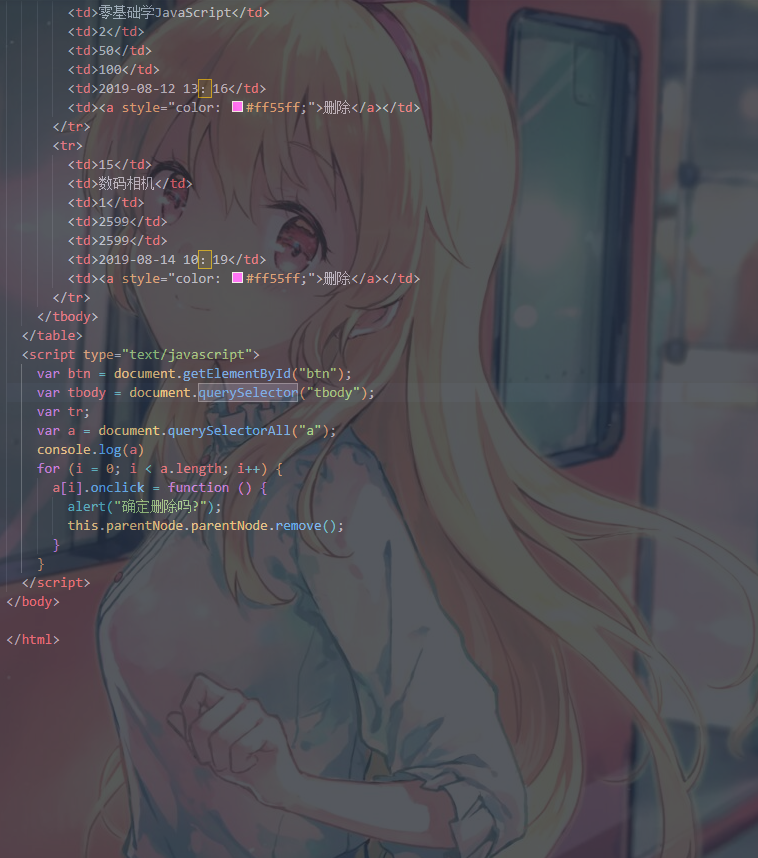 <td>零基础学JavaScript</td>
<td>2</td>
<td>50</td>
<td>100</td>
<td>2019-08-12 13：16</td>
<td><a style="color: #ff55ff;">删除</a></td>
</tr>
<tr>
<td>15</td>
<td>数码相机</td>
<td>1</td>
<td>2599</td>
<td>2599</td>
<td>2019-08-14 10：19</td>
<td><a style="color: #ff55ff;">删除</a></td>
</tr>
</tbody>
</table>
<script type="text/javascript">
var btn = document.getElementById("btn");
var tbody = document.querySelector("tbody");
var tr;
var a = document.querySelectorAll("a");
console.log(a)
for (i = 0; i < a.length; i++) {
a[i].onclick = function () {
alert("确定删除吗?");
this.parentNode.parentNode.remove();
}
}
</script>
</body>
</html>